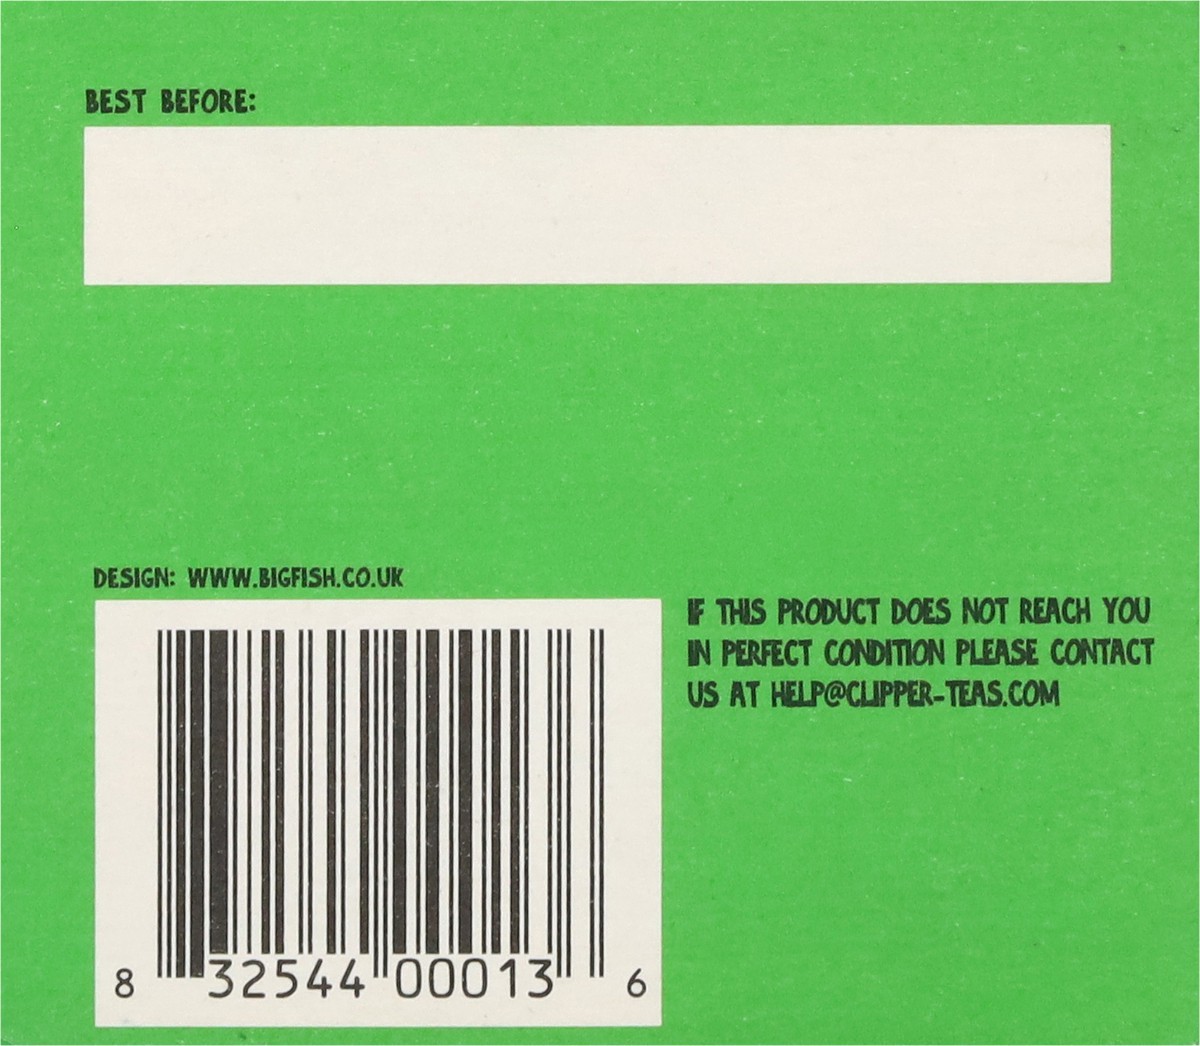 BEST BEFORE:
DESIGN: WWW.BIGFISH.CO.UK
IF THIS PRODUCT DOES NOT REACH YOU
IN PERFECT CONDITION PLEASE CONTACT
US AT HELP@CLIPPER-TEAS.COM
8 32544 00013 6